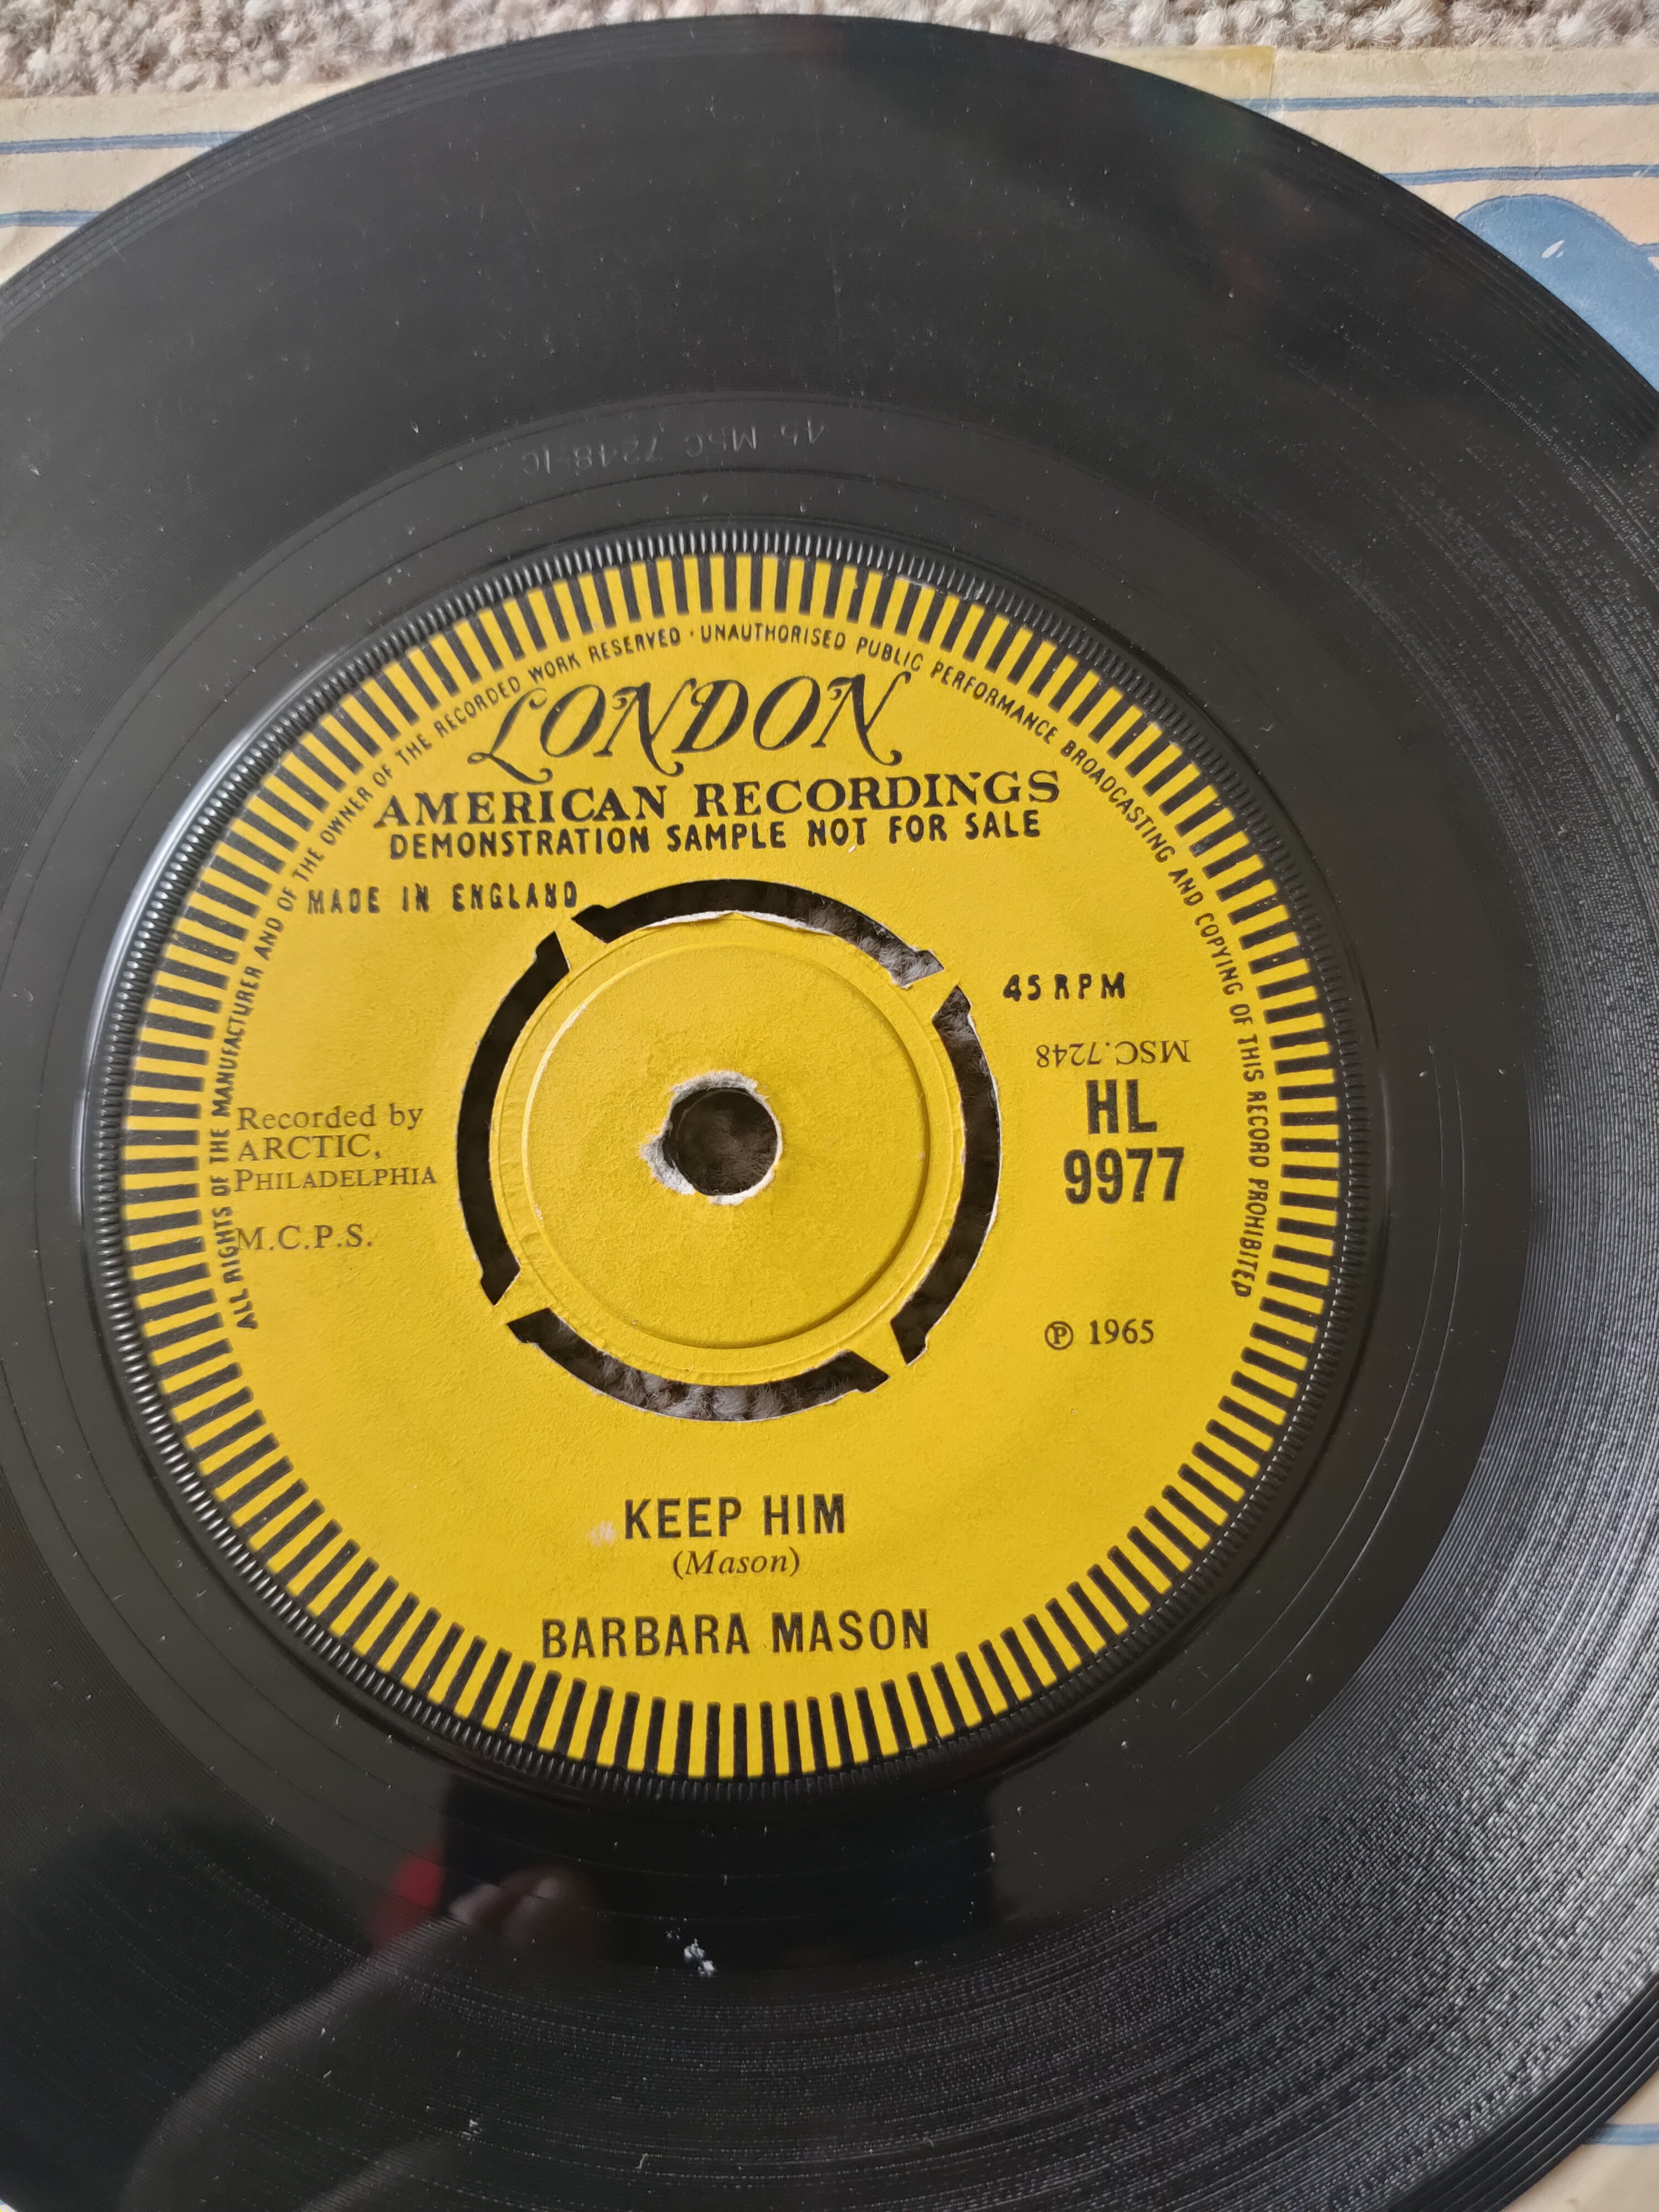 45-MSC 7248-1C
ALL RIGHTS OF THE MANUFACTURER AND OF THE OWNER OF THE RECORDED WORK RESERVED · UNAUTHORISED PUBLIC PERFORMANCE BROADCASTING AND COPYING OF THIS RECORD PROHIBITED
LONDON
AMERICAN RECORDINGS
DEMONSTRATION SAMPLE NOT FOR SALE
MADE IN ENGLAND
45 RPM
MSC.7248
HL
9977
Recorded by
ARCTIC,
PHILADELPHIA
M.C.P.S.
℗ 1965
KEEP HIM
(Mason)
BARBARA MASON